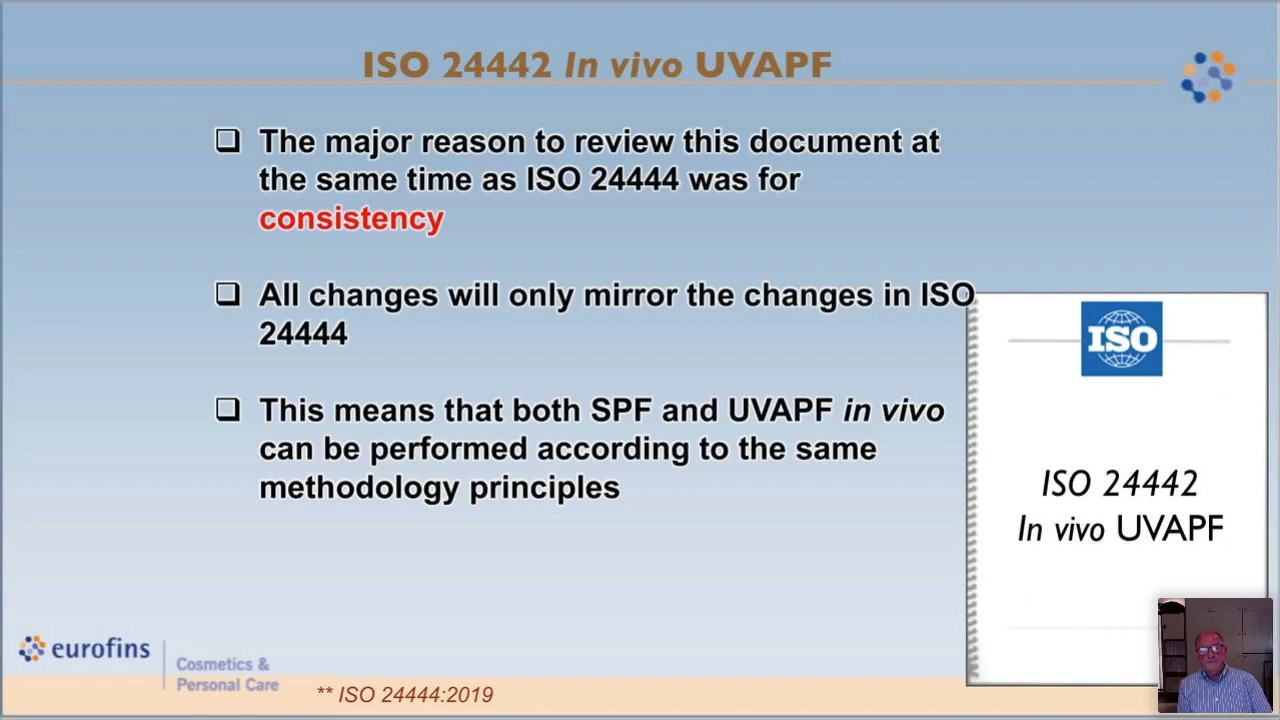 ISO 24442 In vivo UVAPF
❑ The major reason to review this document at
the same time as ISO 24444 was for
consistency
❑ All changes will only mirror the changes in ISO
24444
❑ This means that both SPF and UVAPF in vivo
can be performed according to the same
methodology principles
ISO
ISO 24442
In vivo UVAPF
eurofins
Cosmetics &
Personal Care
** ISO 24444:2019